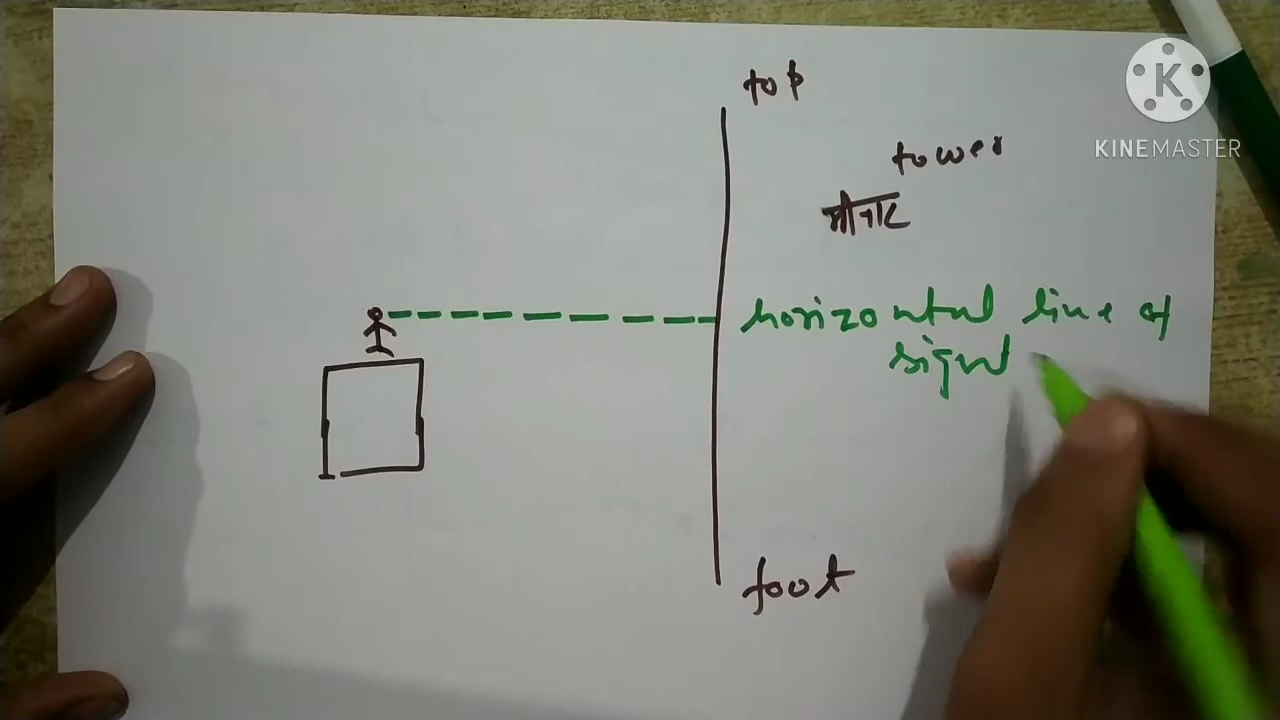 top
tower
मीनार
horizontal line of
sight
foot
K
KINEMASTER